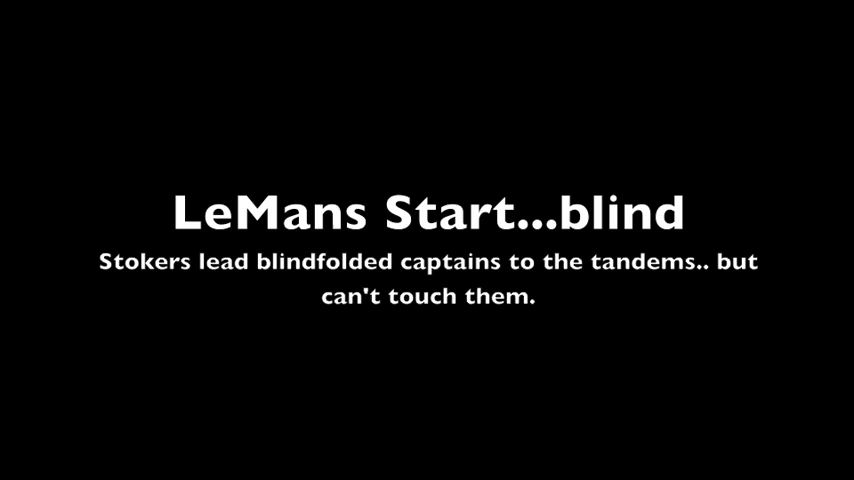 LeMans Start...blind
Stokers lead blindfolded captains to the tandems.. but
can't touch them.